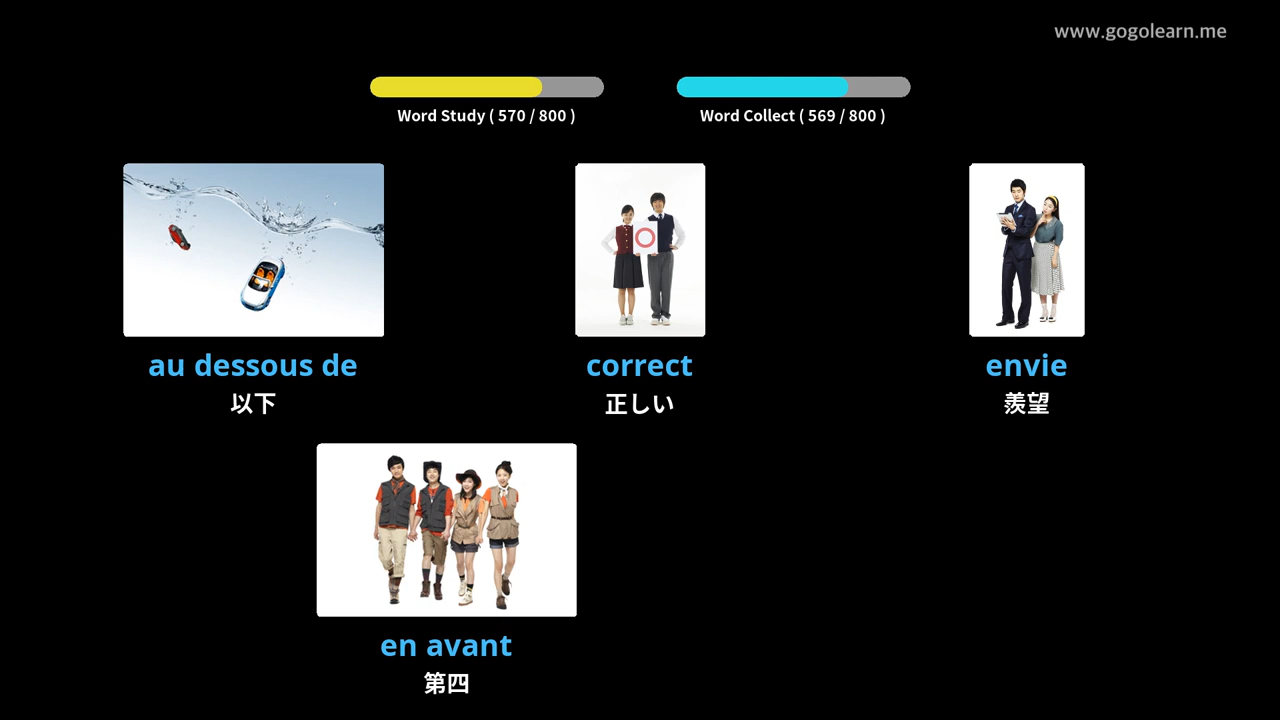 www.gogolearn.me
Word Study ( 570 / 800 )
Word Collect ( 569 / 800 )
au dessous de
以下
correct
正しい
envie
羨望
en avant
第四